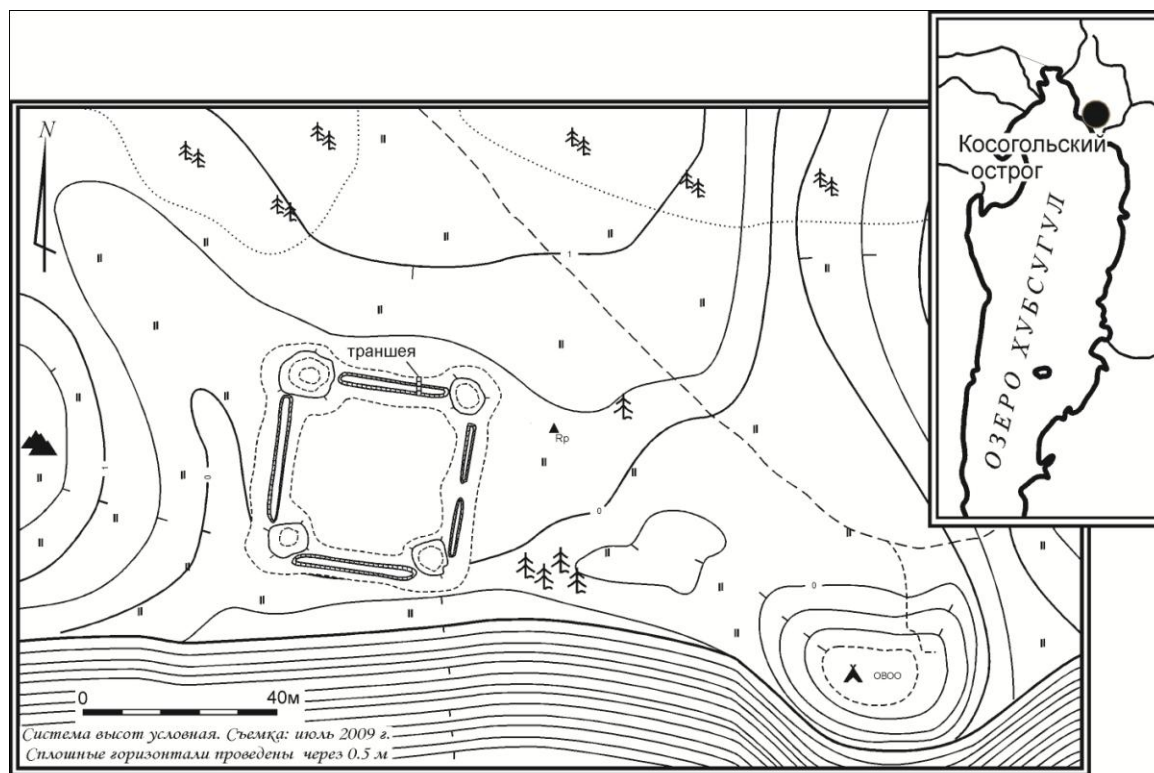 N
Косогольский
острог
ОЗЕРО ХУБСУГУЛ
траншея
1
1
0
Rp
0
0
ОВОО
0 40м
Система высот условная. Съемка: июль 2009 г.
Сплошные горизонтали проведены через 0.5 м